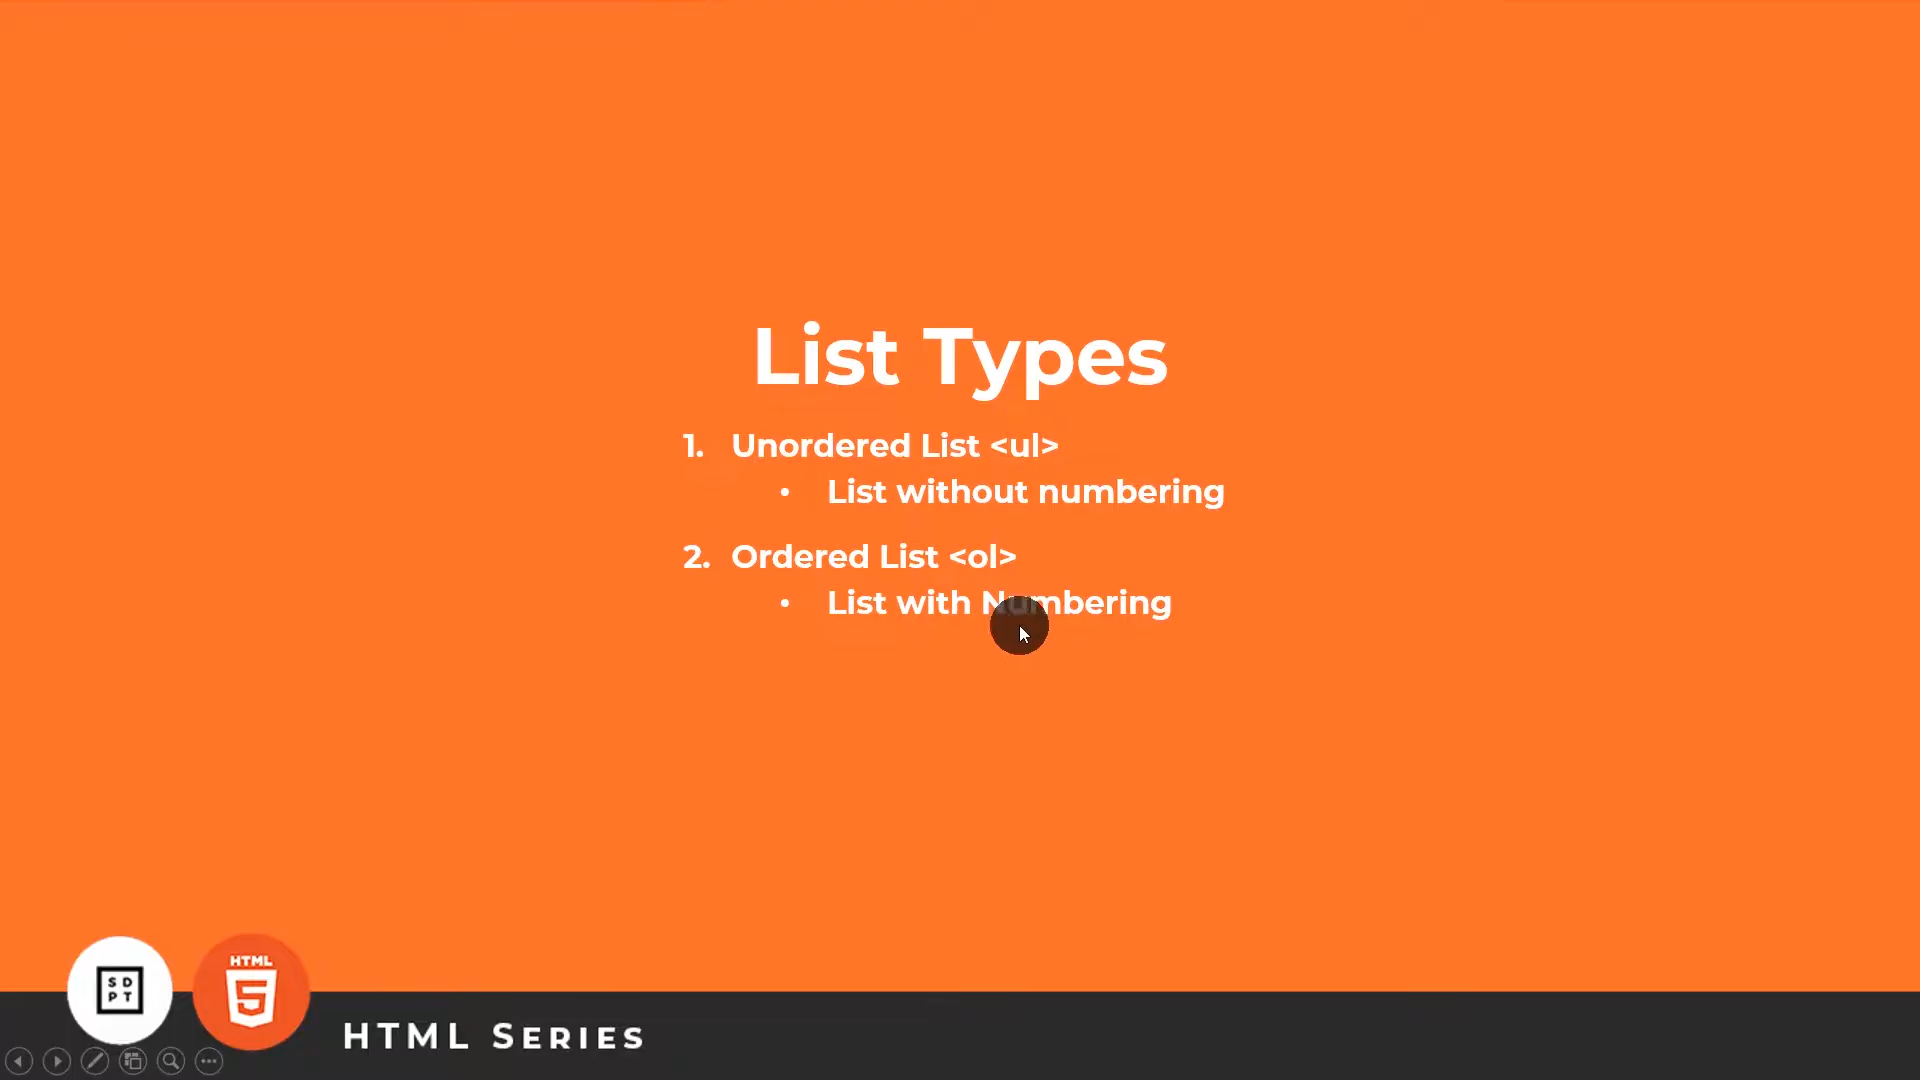 List Types
1. Unordered List <ul>
• List without numbering
2. Ordered List <ol>
• List with Numbering
SD
PT
HTML
5
HTML SERIES